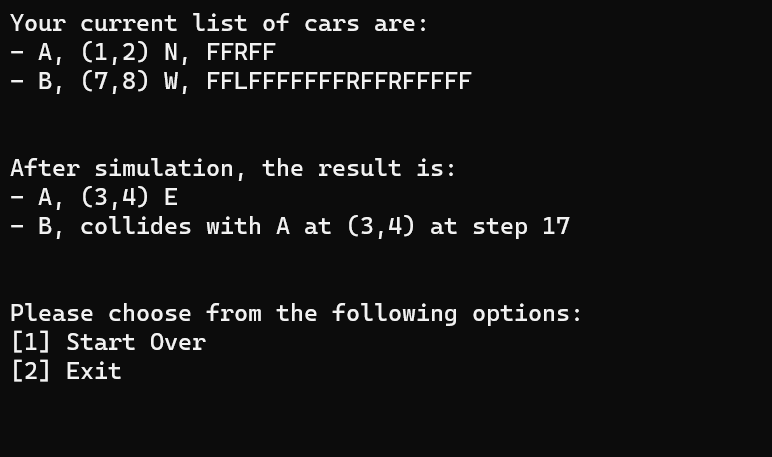 Your current list of cars are:
- A, (1,2) N, FFRFF
- B, (7,8) W, FFLFFFFFFFRFFRFFFFF
After simulation, the result is:
- A, (3,4) E
- B, collides with A at (3,4) at step 17
Please choose from the following options:
[1] Start Over
[2] Exit